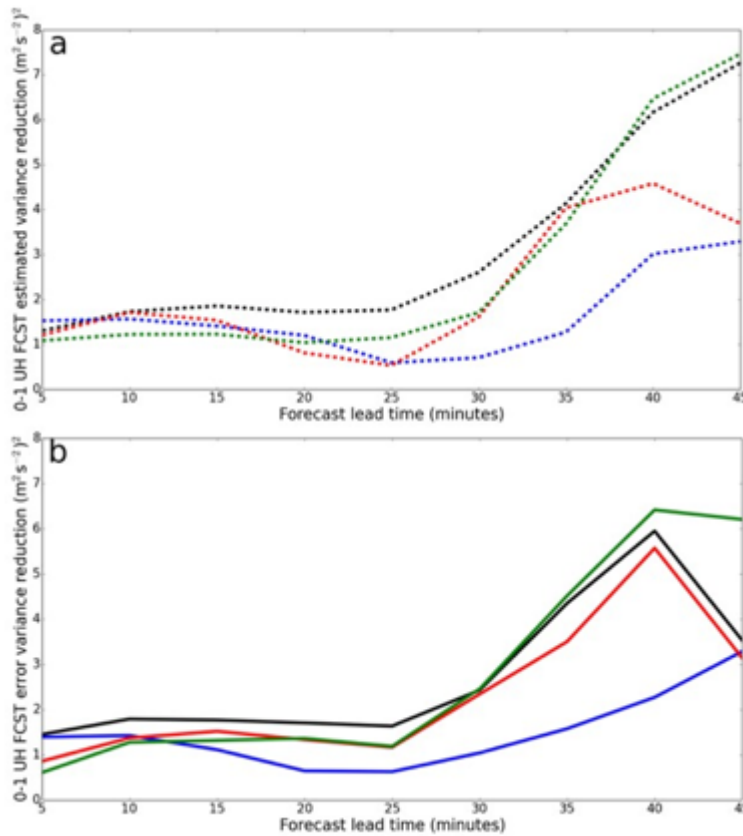 a
0-1 UH FCST estimated variance reduction (m² s⁻²)²
8
7
6
5
4
3
2
1
0
5 10 15 20 25 30 35 40 45
Forecast lead time (minutes)
b
0-1 UH FCST error variance reduction (m² s⁻²)²
8
7
6
5
4
3
2
1
0
5 10 15 20 25 30 35 40 45
Forecast lead time (minutes)